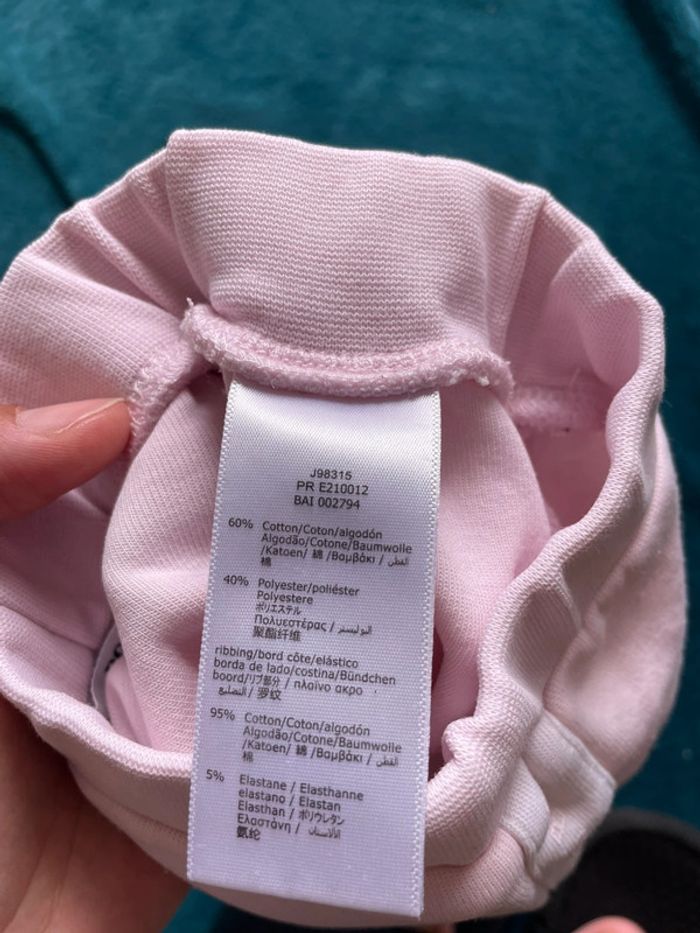 J98315
PR E210012
BAI 002794
60% Cotton/Coton/algodón
Algodão/Cotone/Baumwolle
/Katoen/ 綿 /Βαμβάκι / القطن /
棉
40% Polyester/poliéster
Polyestere
ポリエステル
Πολυεστέρας / البوليستر /
聚酯纤维
ribbing/bord côte/elástico
borda de lado/costina/Bündchen
boord/リブ部分 / πλαϊνο ακρο
/ التضليع / 罗纹
95% Cotton/Coton/algodón
Algodão/Cotone/Baumwolle
/Katoen/ 綿 /Βαμβάκι / القطن /
棉
5% Elastane / Elasthanne
elastano / Elastan
Elasthan / ポリウレタン
Ελαστάνη / الألاستان /
氨纶